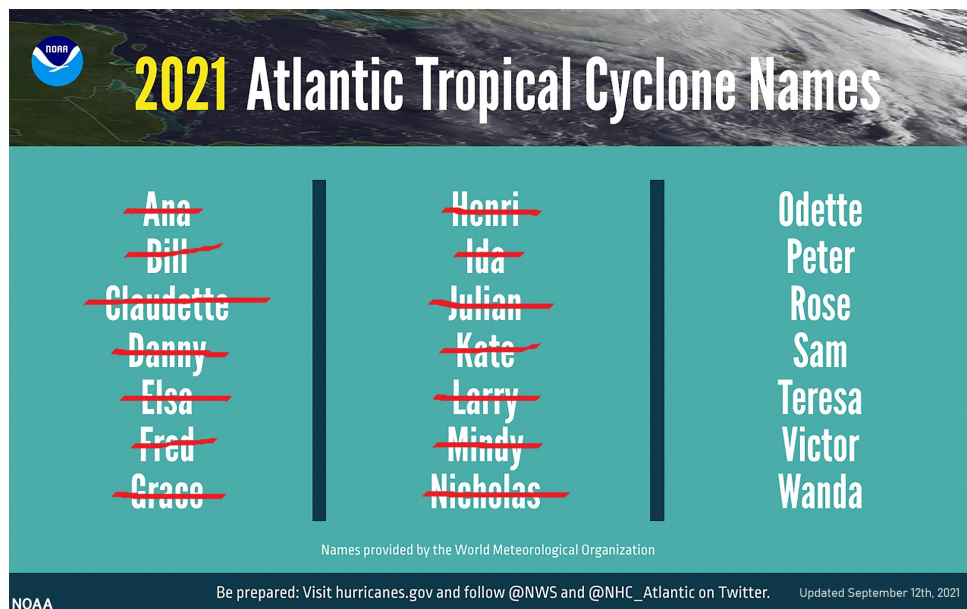 NOAA
2021 Atlantic Tropical Cyclone Names
Ana
Bill
Claudette
Danny
Elsa
Fred
Grace
Henri
Ida
Julian
Kate
Larry
Mindy
Nicholas
Odette
Peter
Rose
Sam
Teresa
Victor
Wanda
Names provided by the World Meteorological Organization
Be prepared: Visit hurricanes.gov and follow @NWS and @NHC_Atlantic on Twitter.
Updated September 12th, 2021
NOAA